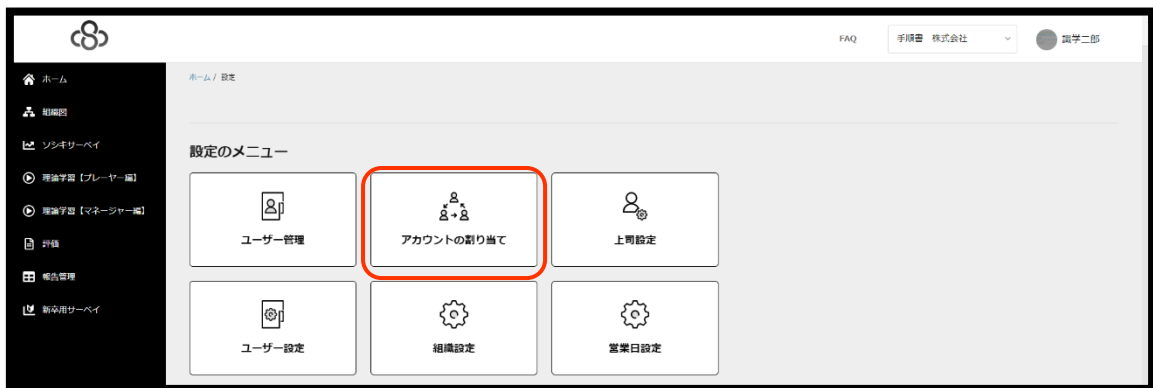 FAQ
手順書 株式会社
識学二郎
ホーム
組織図
ソシキサーベイ
理論学習【プレーヤー編】
理論学習【マネージャー編】
評価
報告管理
新卒用サーベイ
ホーム / 設定
設定のメニュー
ユーザー管理
アカウントの割り当て
上司設定
ユーザー設定
組織設定
営業日設定